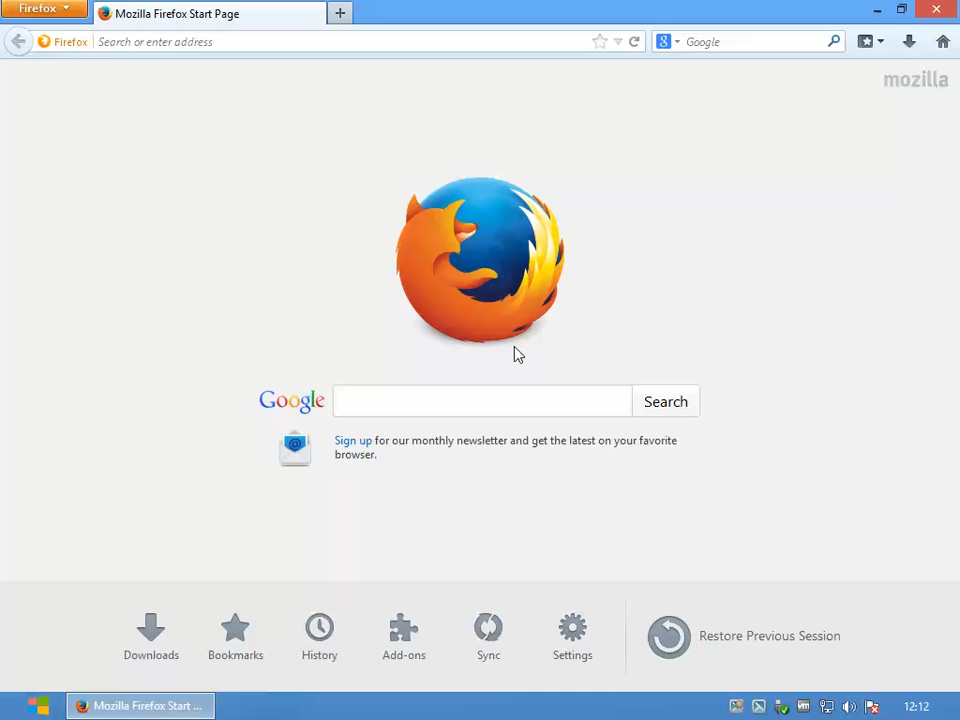 Firefox
Mozilla Firefox Start Page
Firefox
Search or enter address
Google
mozilla
Google
Search
Sign up for our monthly newsletter and get the latest on your favorite
browser.
Downloads
Bookmarks
History
Add-ons
Sync
Settings
Restore Previous Session
Mozilla Firefox Start ...
12:12